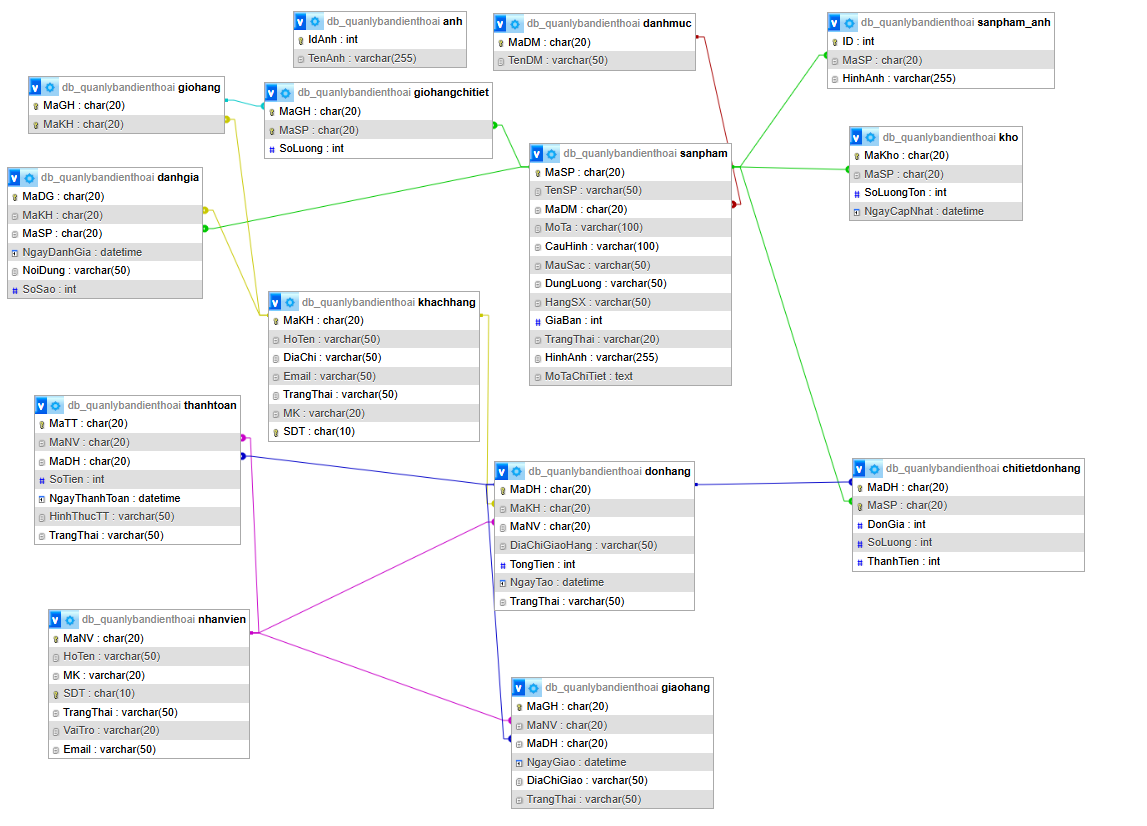 db_quanlybandienthoai anh
IdAnh : int
TenAnh : varchar(255)
db_quanlybandienthoai danhmuc
MaDM : char(20)
TenDM : varchar(50)
db_quanlybandienthoai sanpham_anh
ID : int
MaSP : char(20)
HinhAnh : varchar(255)
db_quanlybandienthoai giohang
MaGH : char(20)
MaKH : char(20)
db_quanlybandienthoai giohangchitiet
MaGH : char(20)
MaSP : char(20)
SoLuong : int
db_quanlybandienthoai kho
MaKho : char(20)
MaSP : char(20)
SoLuongTon : int
NgayCapNhat : datetime
db_quanlybandienthoai sanpham
MaSP : char(20)
TenSP : varchar(50)
MaDM : char(20)
MoTa : varchar(100)
CauHinh : varchar(100)
MauSac : varchar(50)
DungLuong : varchar(50)
HangSX : varchar(50)
GiaBan : int
TrangThai : varchar(20)
HinhAnh : varchar(255)
MoTaChiTiet : text
db_quanlybandienthoai danhgia
MaDG : char(20)
MaKH : char(20)
MaSP : char(20)
NgayDanhGia : datetime
NoiDung : varchar(50)
SoSao : int
db_quanlybandienthoai khachhang
MaKH : char(20)
HoTen : varchar(50)
DiaChi : varchar(50)
Email : varchar(50)
TrangThai : varchar(50)
MK : varchar(20)
SDT : char(10)
db_quanlybandienthoai thanhtoan
MaTT : char(20)
MaNV : char(20)
MaDH : char(20)
SoTien : int
NgayThanhToan : datetime
HinhThucTT : varchar(50)
TrangThai : varchar(50)
db_quanlybandienthoai donhang
MaDH : char(20)
MaKH : char(20)
MaNV : char(20)
DiaChiGiaoHang : varchar(50)
TongTien : int
NgayTao : datetime
TrangThai : varchar(50)
db_quanlybandienthoai chitietdonhang
MaDH : char(20)
MaSP : char(20)
DonGia : int
SoLuong : int
ThanhTien : int
db_quanlybandienthoai nhanvien
MaNV : char(20)
HoTen : varchar(50)
MK : varchar(20)
SDT : char(10)
TrangThai : varchar(50)
VaiTro : varchar(20)
Email : varchar(50)
db_quanlybandienthoai giaohang
MaGH : char(20)
MaNV : char(20)
MaDH : char(20)
NgayGiao : datetime
DiaChiGiao : varchar(50)
TrangThai : varchar(50)